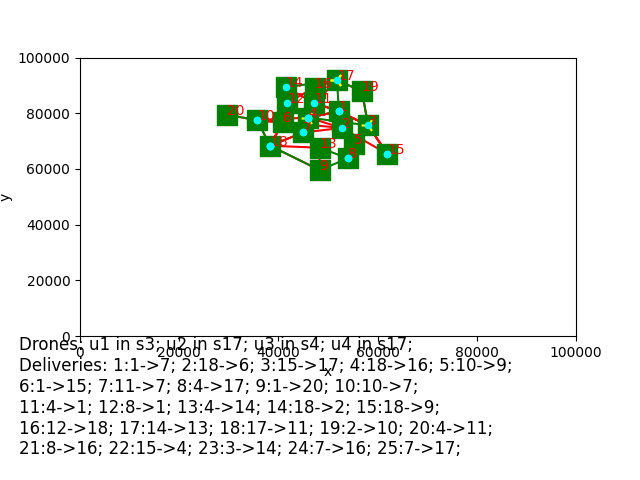 100000
80000
60000
40000
20000
0
y
0 20000 40000 60000 80000 100000
x
20
17
19
15
13
Drones: u1 in s3; u2 in s17; u3 in s4; u4 in s17;
Deliveries: 1:1->7; 2:18->6; 3:15->17; 4:18->16; 5:10->9;
6:1->15; 7:11->7; 8:4->17; 9:1->20; 10:10->7;
11:4->1; 12:8->1; 13:4->14; 14:18->2; 15:18->9;
16:12->18; 17:14->13; 18:17->11; 19:2->10; 20:4->11;
21:8->16; 22:15->4; 23:3->14; 24:7->16; 25:7->17;